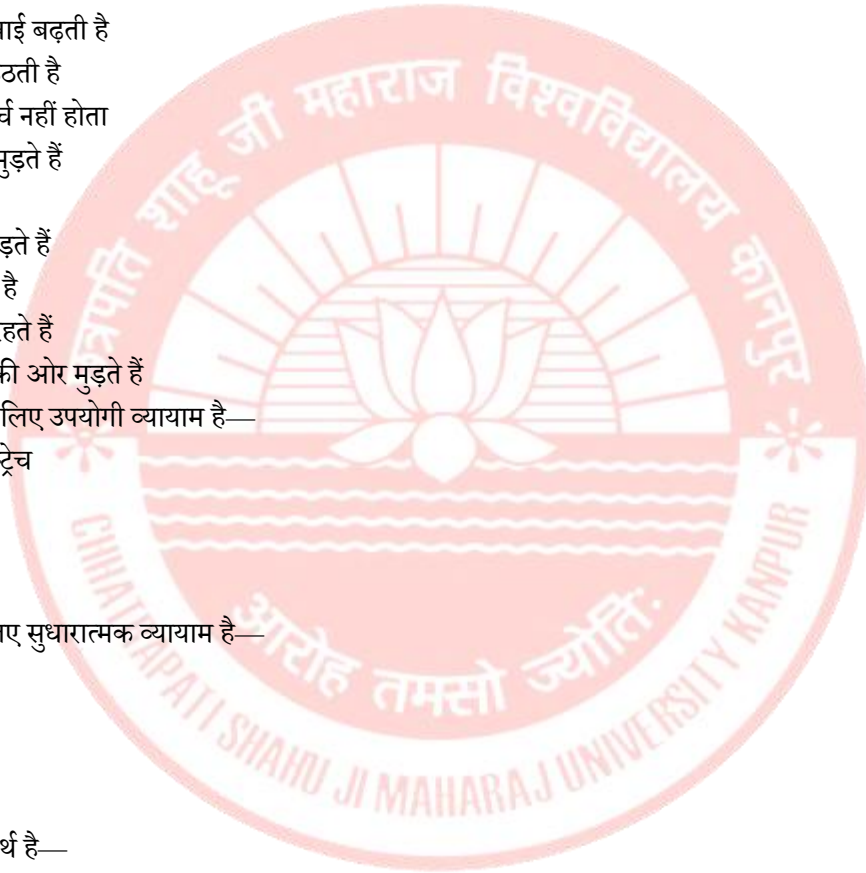 ाई बढ़ती है
ठती है
र्च नहीं होता
मुड़ते हैं
ड़ते हैं
है
रहते हैं
की ओर मुड़ते हैं
लिए उपयोगी व्यायाम है—
स्ट्रेच
लिए सुधारात्मक व्यायाम है—
र्थ है—
छत्रपति शाहू जी महाराज विश्वविद्यालय कानपुर
आरोह तमसो ज्योतिः
CHHATRAPATI SHAHU JI MAHARAJ UNIVERSITY KANPUR